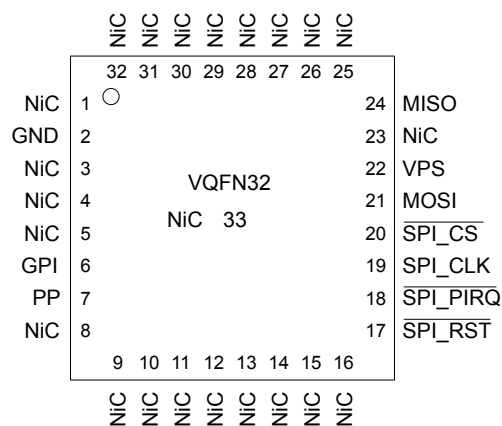 NiC NiC NiC NiC NiC NiC NiC NiC
32 31 30 29 28 27 26 25
NiC 1 24 MISO
GND 2 23 NiC
NiC 3 22 VPS
NiC 4 21 MOSI
NiC 5 20 SPI_CS
GPI 6 19 SPI_CLK
PP 7 18 SPI_PIRQ
NiC 8 17 SPI_RST
VQFN32
NiC 33
9 10 11 12 13 14 15 16
NiC NiC NiC NiC NiC NiC NiC NiC